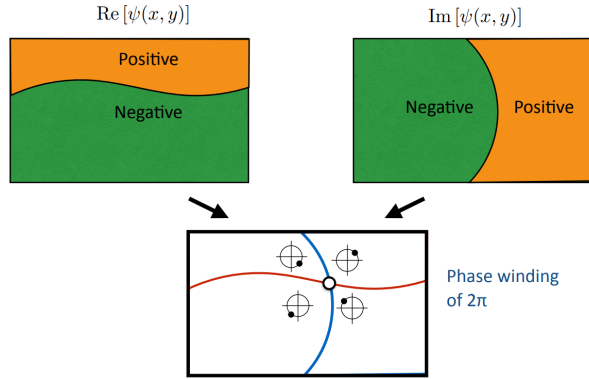 Re [ψ(x, y)]
Im [ψ(x, y)]
Positive
Negative
Negative
Positive
Phase winding
of 2π